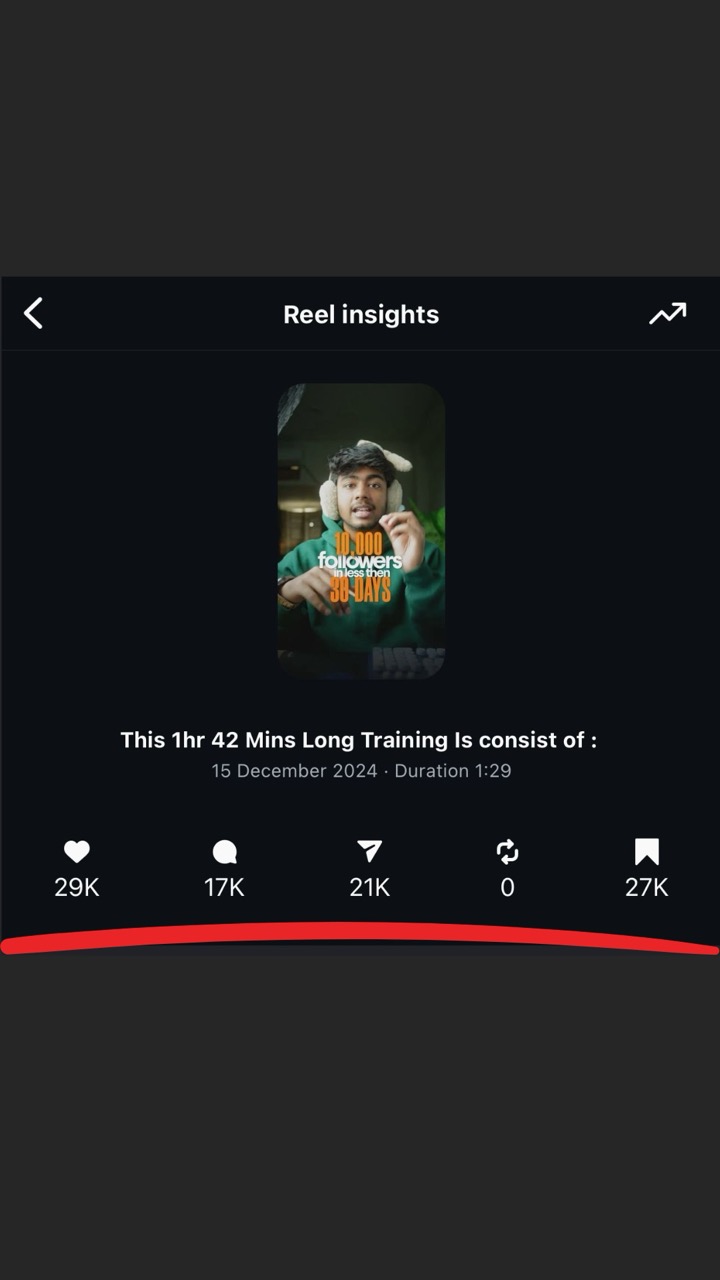 Reel insights
10,000
followers
in less then
30 DAYS
This 1hr 42 Mins Long Training Is consist of :
15 December 2024 · Duration 1:29
29K 17K 21K 0 27K